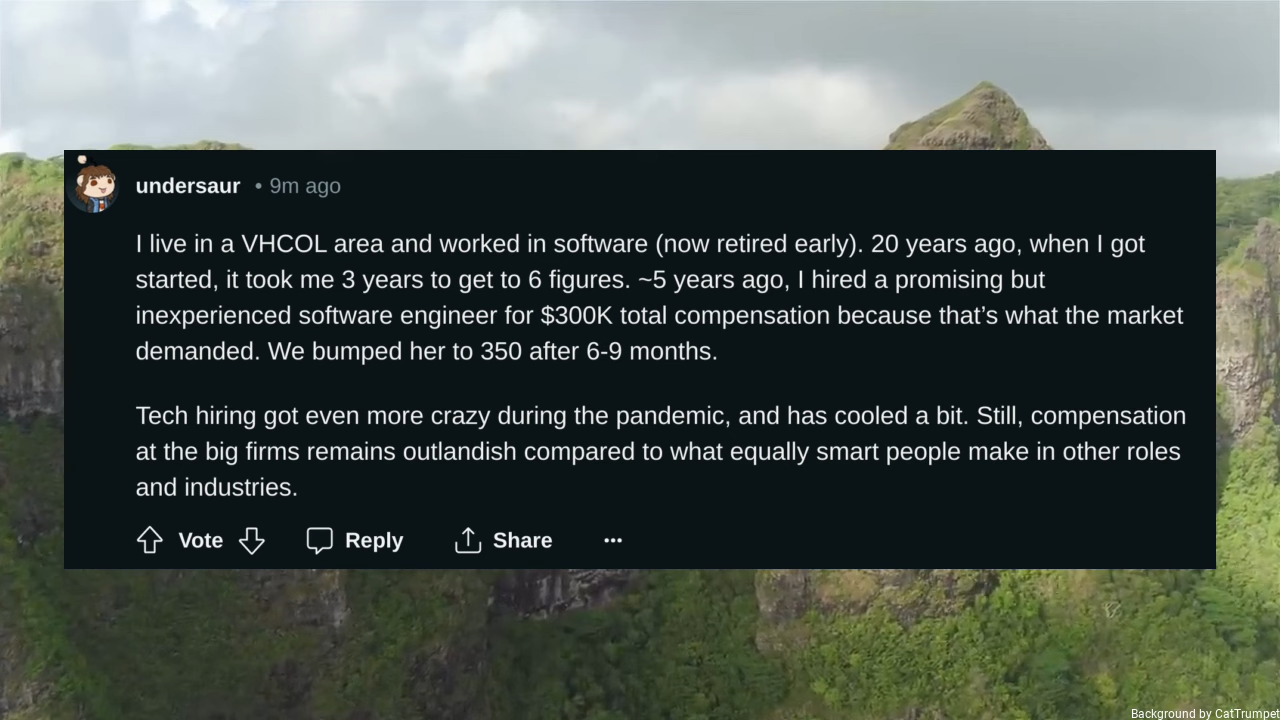 undersaur • 9m ago
I live in a VHCOL area and worked in software (now retired early). 20 years ago, when I got
started, it took me 3 years to get to 6 figures. ~5 years ago, I hired a promising but
inexperienced software engineer for $300K total compensation because that’s what the market
demanded. We bumped her to 350 after 6-9 months.
Tech hiring got even more crazy during the pandemic, and has cooled a bit. Still, compensation
at the big firms remains outlandish compared to what equally smart people make in other roles
and industries.
Vote Reply Share ···
Background by CatTrumpet